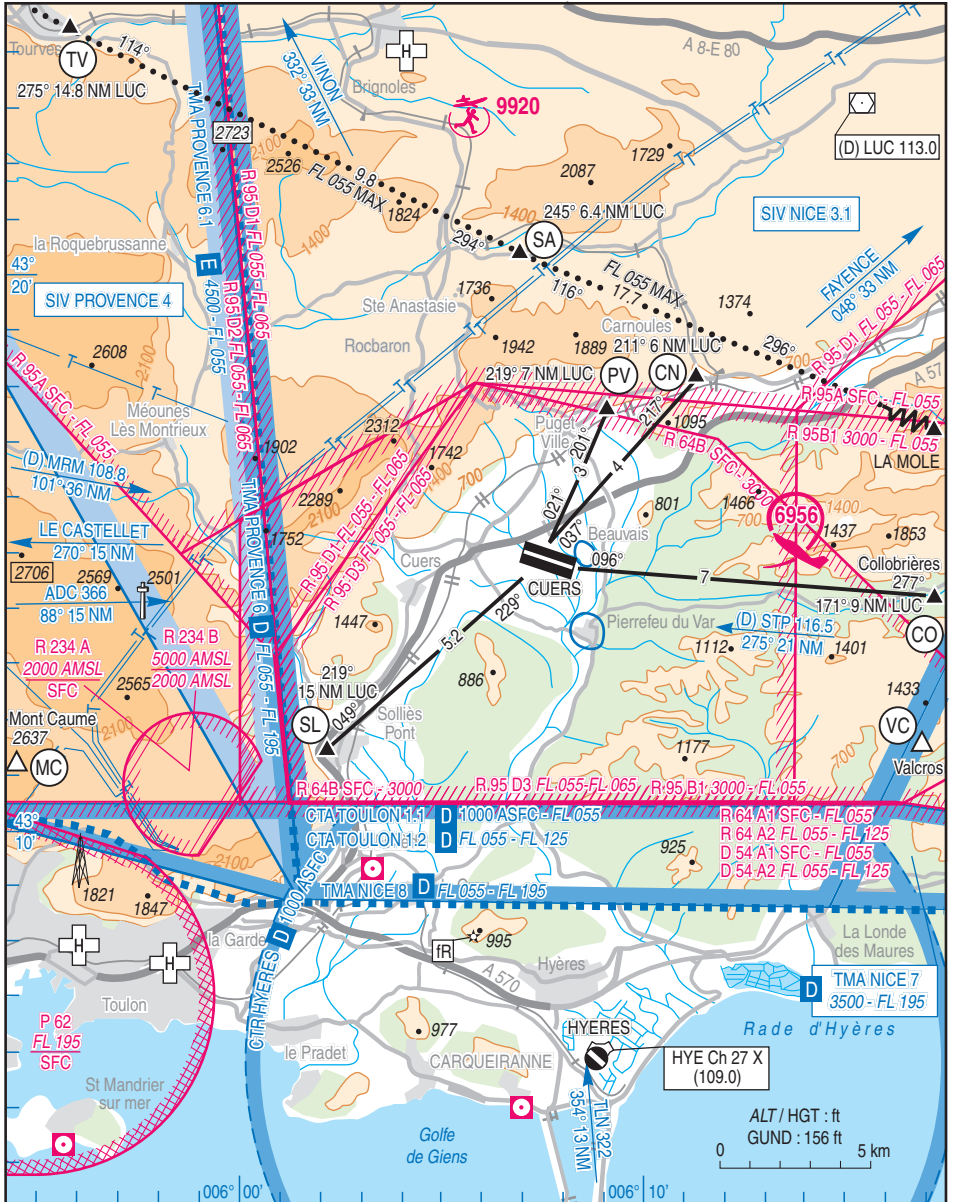 Tourves
TV
275° 14.8 NM LUC
114°
VINON
332° 33 NM
H
Brignoles
9920
A 8-E 80
(D) LUC 113.0
TMA PROVENCE 6.1
E
4500 - FL 055
2723
2100
2526
R 95 D1 FL 055 - FL 065
R 95 D2 FL 055 - FL 065
9.8
FL 055 MAX
1824
1400
294°
2087
1729
1400
245° 6.4 NM LUC
SA
116°
SIV NICE 3.1
la Roquebrussanne
43°
20'
SIV PROVENCE 4
Ste Anastasie
1736
FL 055 MAX
17.7
1374
FAYENCE
048° 33 NM
R 95 D1 FL 055 - FL 065
Rocbaron
1942
1889
Carnoules
211° 6 NM LUC
296°
700
2608
2100
219° 7 NM LUC
PV
CN
A 57
R 95A SFC - FL 055
Méounes
Lès Montrieux
R 95A SFC - FL 055
R 95B1 3000 - FL 055
LA MOLE
1902
2312
1742
1400
700
Puget
Ville
201°
217°
1095
R 64B SFC - 3000
(D) MRM 108.8
101° 36 NM
2289
2100
3
4
021°
037°
801
1466
700
1400
6956
1437
1853
LE CASTELLET
270° 15 NM
1752
R 95 D1 FL 055 - FL 065
R 95 D3 FL 055 - FL 065
Cuers
Beauvais
096°
CUERS
7
Collobrières
277°
171° 9 NM LUC
CO
2706
2569
2501
ADC 366
88° 15 NM
TMA PROVENCE 6
D
FL 055 - FL 195
R 234 A
2000 AMSL
SFC
R 234 B
5000 AMSL
2000 AMSL
2565
1447
229°
5.2
Pierrefeu du Var
(D) STP 116.5
275° 21 NM
1112
1401
886
219°
15 NM LUC
049°
SL
Solliès
Pont
1433
VC
Valcros
700
1177
Mont Caume
2637
MC
R 64B SFC - 3000
R 95 D3 FL 055-FL 065
R 95 B1 3000 - FL 055
43°
10'
CTA TOULON 1.1 D 1000 ASFC - FL 055
CTA TOULON 1.2 D FL 055 - FL 125
R 64 A1 SFC - FL 055
R 64 A2 FL 055 - FL 125
D 54 A1 SFC - FL 055
D 54 A2 FL 055 - FL 125
2100
925
TMA NICE 8 D FL 055 - FL 195
1821
1847
CTR HYERES D 1000 ASFC
la Garde
fR
995
A 570
Hyères
La Londe
des Maures
H
H
Toulon
D
TMA NICE 7
3500 - FL 195
P 62
FL 195
SFC
977
le Pradet
CARQUEIRANNE
HYERES
HYE Ch 27 X
(109.0)
Rade d'Hyères
St Mandrier
sur mer
Golfe
de Giens
TLN 322
354° 13 NM
ALT / HGT : ft
GUND : 156 ft
0 5 km
006° 00'
006° 10'